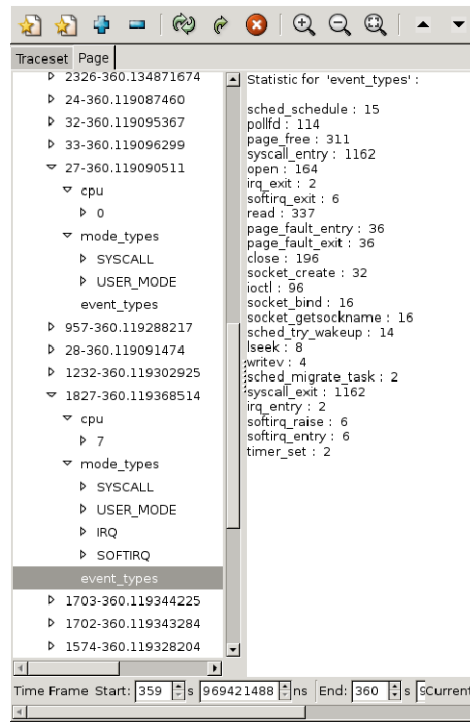 Traceset Page
2326-360.134871674
24-360.119087460
32-360.119095367
33-360.119096299
27-360.119090511
cpu
0
mode_types
SYSCALL
USER_MODE
event_types
957-360.119288217
28-360.119091474
1232-360.119302925
1827-360.119368514
cpu
7
mode_types
SYSCALL
USER_MODE
IRQ
SOFTIRQ
event_types
1703-360.119344225
1702-360.119343284
1574-360.119328204
Statistic for 'event_types' :
sched_schedule : 15
pollfd : 114
page_free : 311
syscall_entry : 1162
open : 164
irq_exit : 2
softirq_exit : 6
read : 337
page_fault_entry : 36
page_fault_exit : 36
close : 196
socket_create : 32
ioctl : 96
socket_bind : 16
socket_getsockname : 16
sched_try_wakeup : 14
lseek : 8
writev : 4
sched_migrate_task : 2
syscall_exit : 1162
irq_entry : 2
softirq_raise : 6
softirq_entry : 6
timer_set : 2
Time Frame Start: 359 s 969421488 ns End: 360 s Current